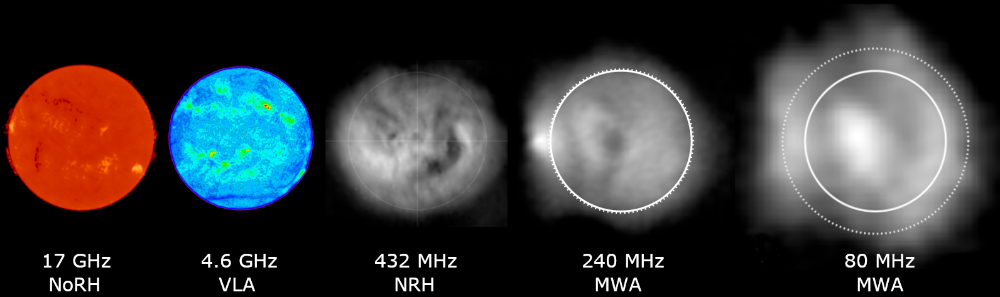 17 GHz
NoRH
4.6 GHz
VLA
432 MHz
NRH
240 MHz
MWA
80 MHz
MWA